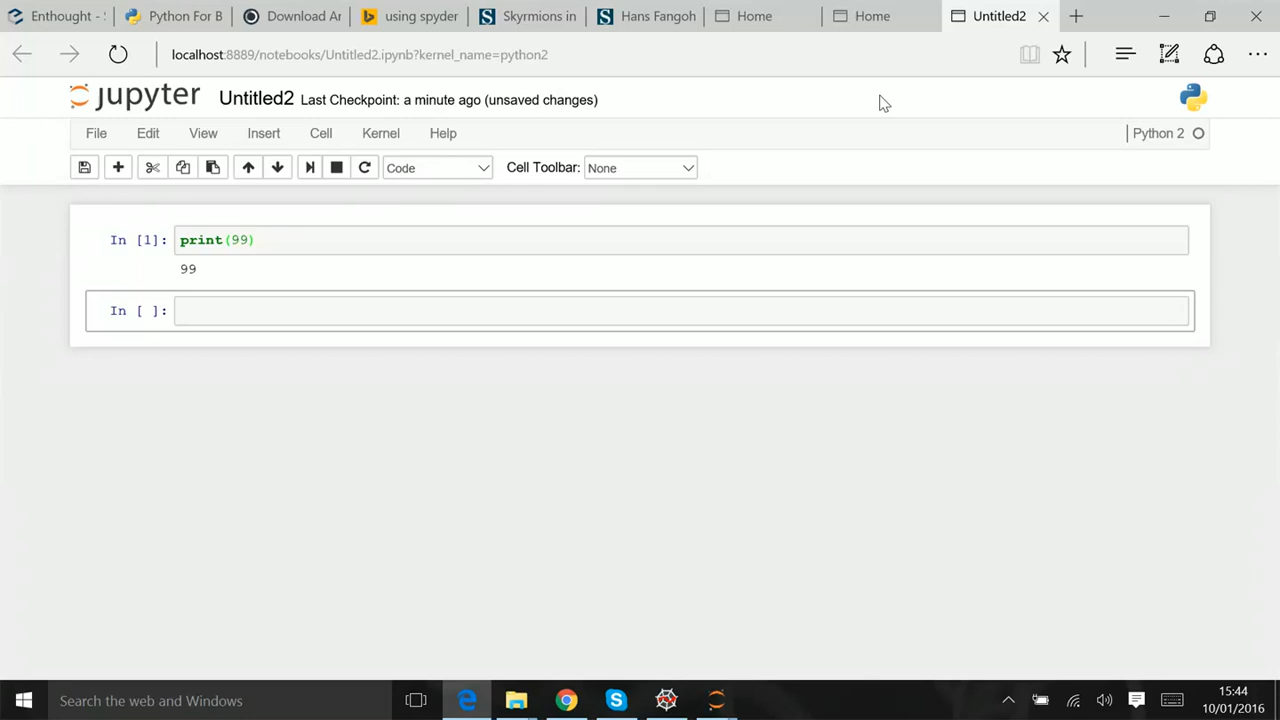 Enthought - S
Python For B
Download Ar
using spyder
Skyrmions in
Hans Fangoh
Home
Home
Untitled2
localhost:8889/notebooks/Untitled2.ipynb?kernel_name=python2
jupyter Untitled2 Last Checkpoint: a minute ago (unsaved changes)
File Edit View Insert Cell Kernel Help
Python 2
Code Cell Toolbar: None
In [1]: print(99)
99
In [ ]:
Search the web and Windows
15:44
10/01/2016